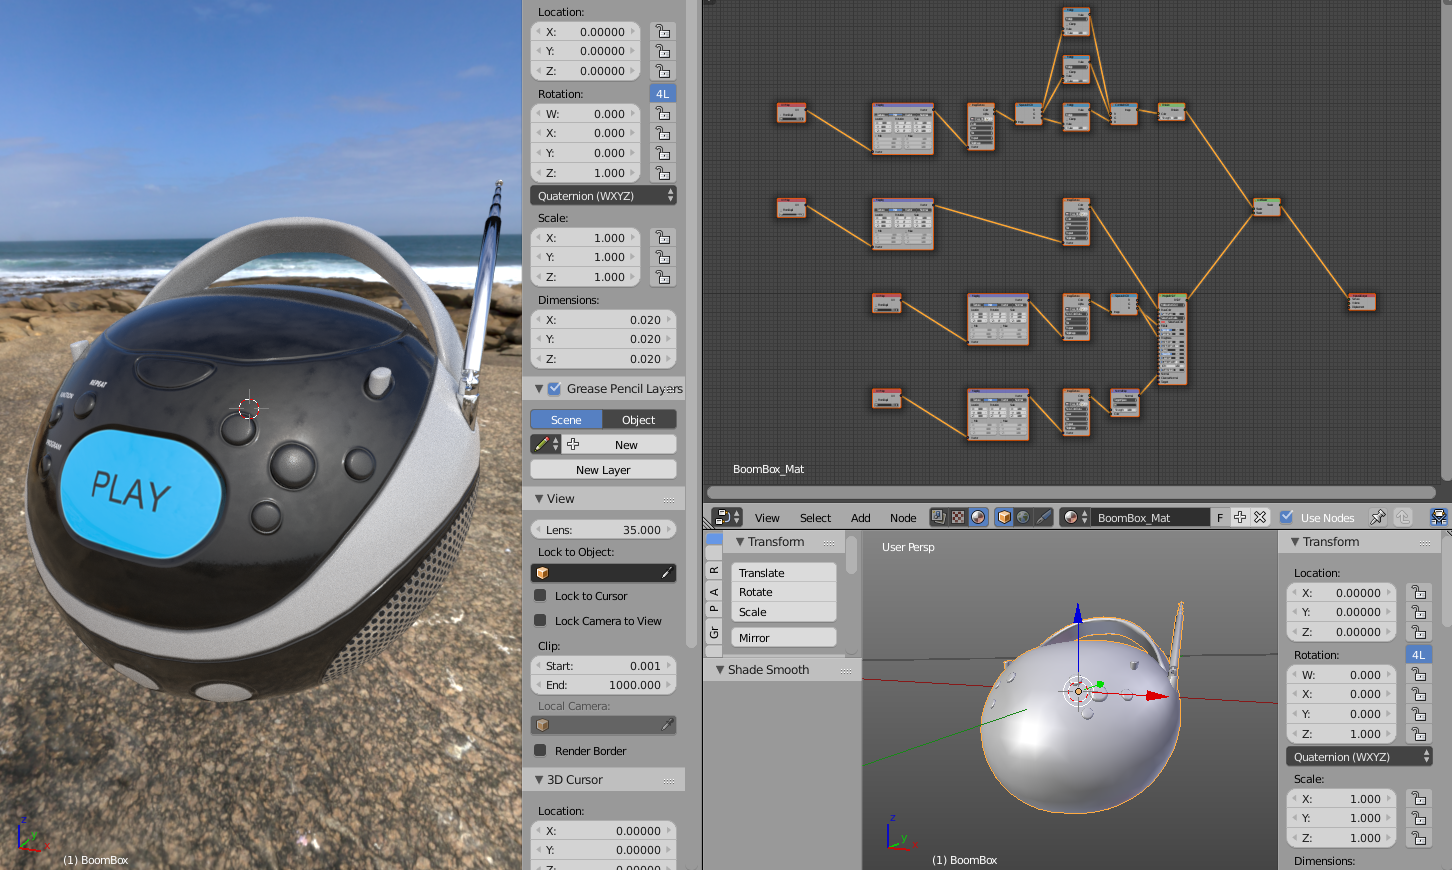 REPEAT
PLAY
(1) BoomBox
Location:
X: 0.00000
Y: 0.00000
Z: 0.00000
Rotation: 4L
W: 0.000
X: 0.000
Y: 0.000
Z: 1.000
Quaternion (WXYZ)
Scale:
X: 1.000
Y: 1.000
Z: 1.000
Dimensions:
X: 0.020
Y: 0.020
Z: 0.020
Grease Pencil Layers
Scene Object
New
New Layer
View
Lens: 35.000
Lock to Object:
Lock to Cursor
Lock Camera to View
Clip:
Start: 0.001
End: 1000.000
Local Camera:
Render Border
3D Cursor
Location:
X: 0.00000
Y: 0.00000
BoomBox_Mat
View Select Add Node BoomBox_Mat F Use Nodes
R
A
P
Gr
Transform
Translate
Rotate
Scale
Mirror
Shade Smooth
User Persp
(1) BoomBox
Transform
Location:
X: 0.00000
Y: 0.00000
Z: 0.00000
Rotation: 4L
W: 0.000
X: 0.000
Y: 0.000
Z: 1.000
Quaternion (WXYZ)
Scale:
X: 1.000
Y: 1.000
Z: 1.000
Dimensions: